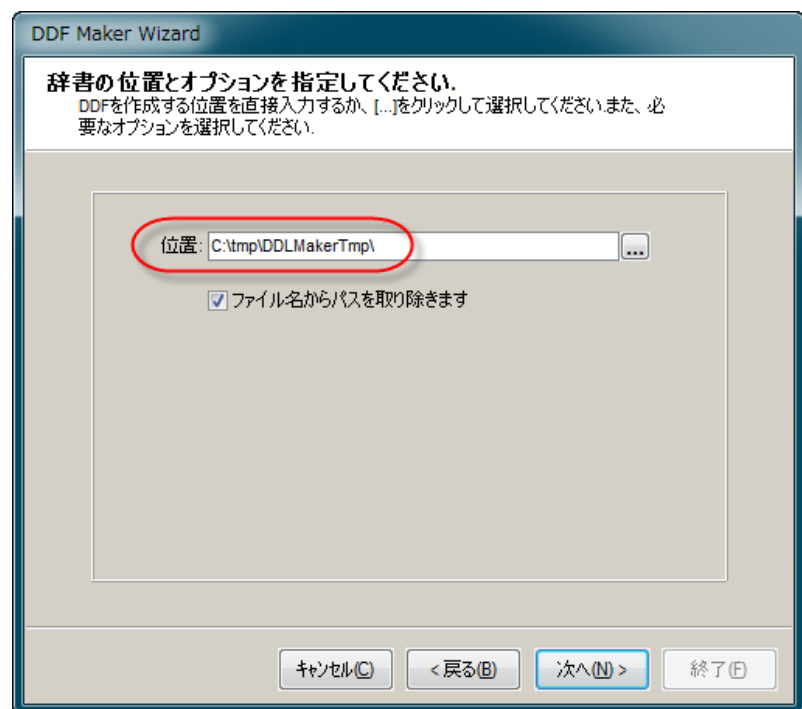 DDF Maker Wizard
辞書の位置とオプションを指定してください.
DDFを作成する位置を直接入力するか、[...]をクリックして選択してください.また、必
要なオプションを選択してください.
位置: C:\tmp\DDLMakerTmp\ ...
ファイル名からパスを取り除きます
キャンセル(C) < 戻る(B) 次へ(N) > 終了(F)